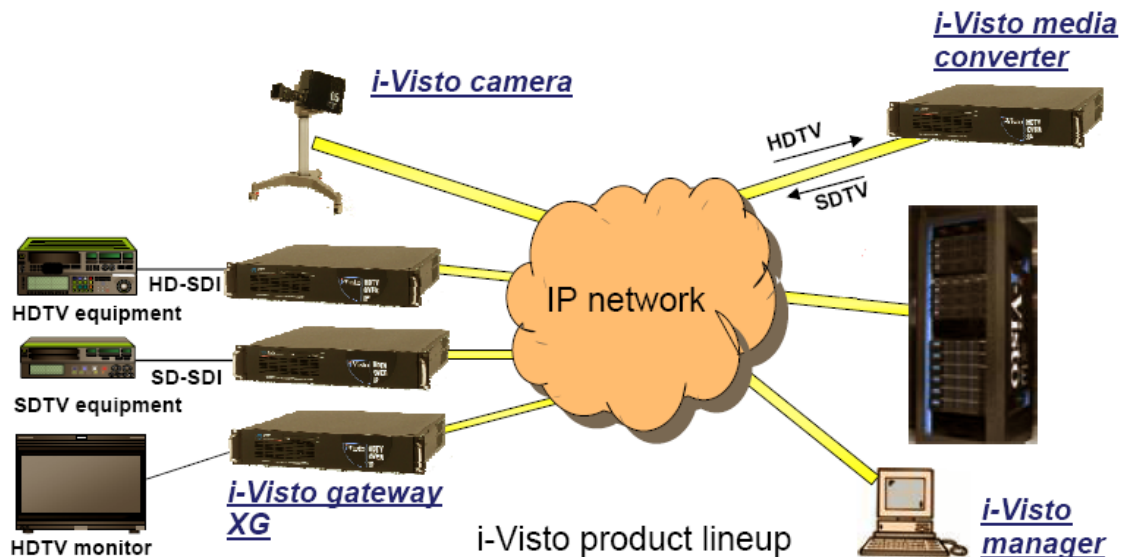 i-Visto media
converter
i-Visto camera
HDTV
SDTV
HD-SDI
HDTV equipment
IP network
SD-SDI
SDTV equipment
i-Visto
i-Visto gateway
XG
HDTV monitor
i-Visto product lineup
i-Visto
manager